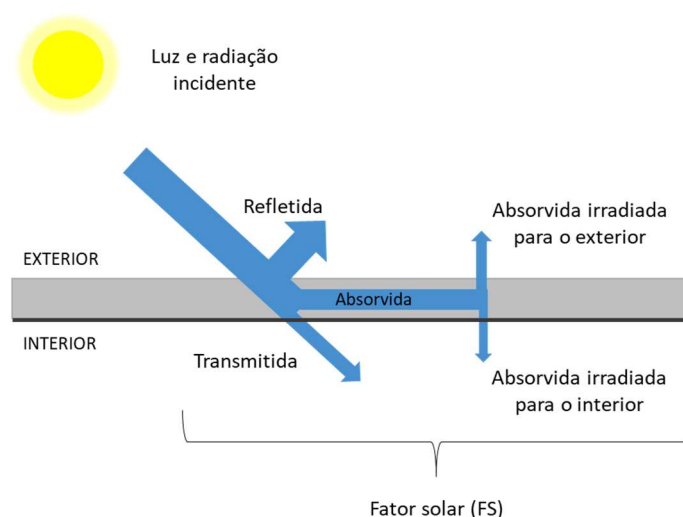 Luz e radiação
incidente
Refletida
Absorvida irradiada
para o exterior
EXTERIOR
Absorvida
INTERIOR
Transmitida
Absorvida irradiada
para o interior
Fator solar (FS)